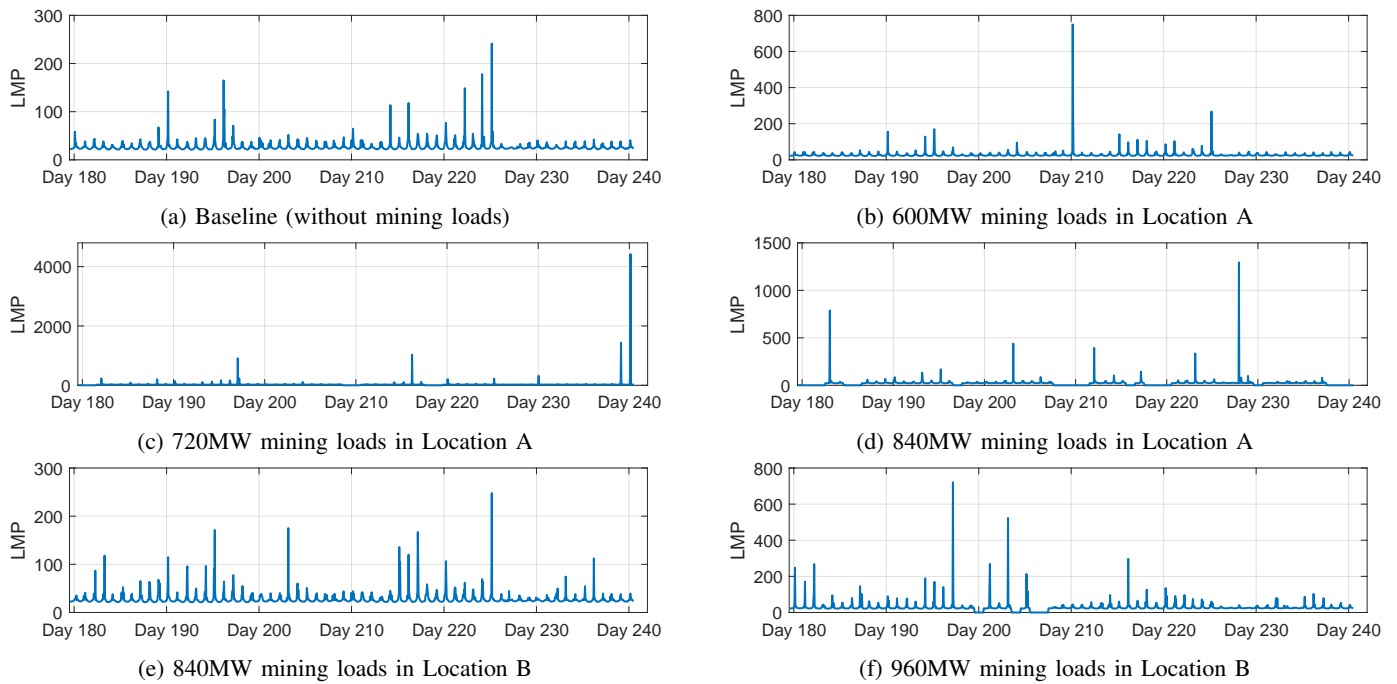 300
200
100
0
LMP
Day 180 Day 190 Day 200 Day 210 Day 220 Day 230 Day 240
(a) Baseline (without mining loads)
800
600
400
200
0
LMP
Day 180 Day 190 Day 200 Day 210 Day 220 Day 230 Day 240
(b) 600MW mining loads in Location A
4000
2000
0
LMP
Day 180 Day 190 Day 200 Day 210 Day 220 Day 230 Day 240
(c) 720MW mining loads in Location A
1500
1000
500
0
LMP
Day 180 Day 190 Day 200 Day 210 Day 220 Day 230 Day 240
(d) 840MW mining loads in Location A
300
200
100
0
LMP
Day 180 Day 190 Day 200 Day 210 Day 220 Day 230 Day 240
(e) 840MW mining loads in Location B
800
600
400
200
0
LMP
Day 180 Day 190 Day 200 Day 210 Day 220 Day 230 Day 240
(f) 960MW mining loads in Location B